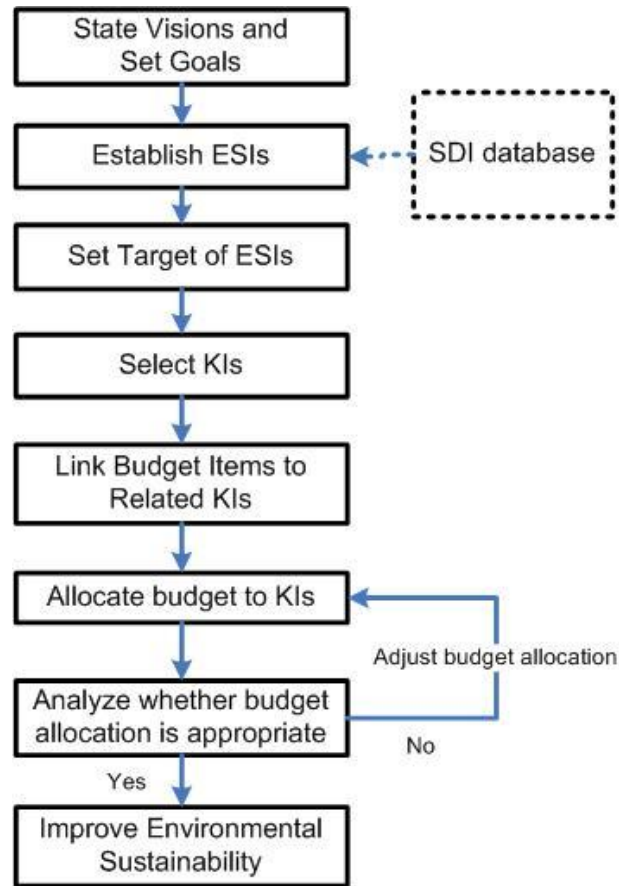 State Visions and
Set Goals
Establish ESIs
SDI database
Set Target of ESIs
Select KIs
Link Budget Items to
Related KIs
Allocate budget to KIs
Adjust budget allocation
Analyze whether budget
allocation is appropriate
No
Yes
Improve Environmental
Sustainability